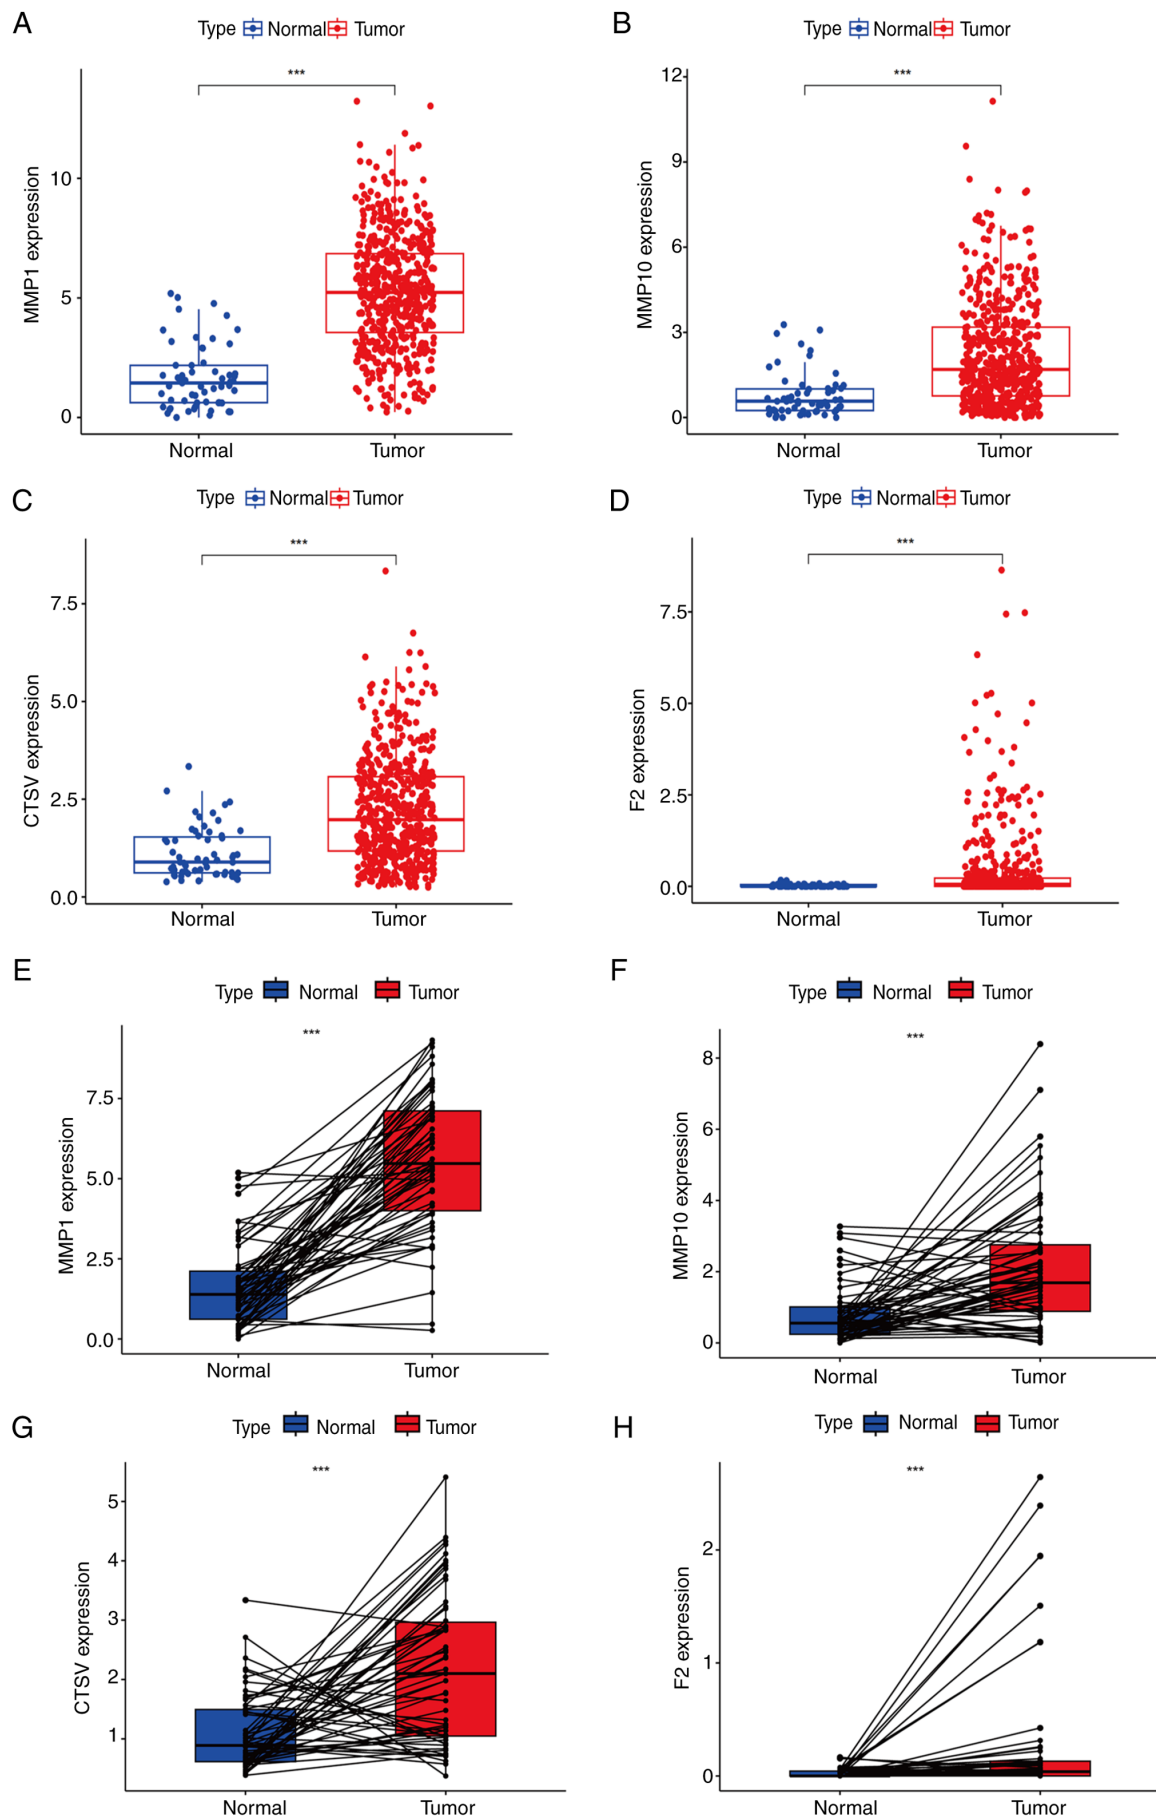 A
Type Normal Tumor
***
MMP1 expression
10
5
0
Normal Tumor
B
Type Normal Tumor
***
MMP10 expression
12
9
6
3
0
Normal Tumor
C
Type Normal Tumor
***
CTSV expression
7.5
5.0
2.5
0.0
Normal Tumor
D
Type Normal Tumor
***
F2 expression
7.5
5.0
2.5
0.0
Normal Tumor
E
Type Normal Tumor
***
MMP1 expression
7.5
5.0
2.5
0.0
Normal Tumor
F
Type Normal Tumor
***
MMP10 expression
8
6
4
2
0
Normal Tumor
G
Type Normal Tumor
***
CTSV expression
5
4
3
2
1
Normal Tumor
H
Type Normal Tumor
***
F2 expression
2
1
0
Normal Tumor